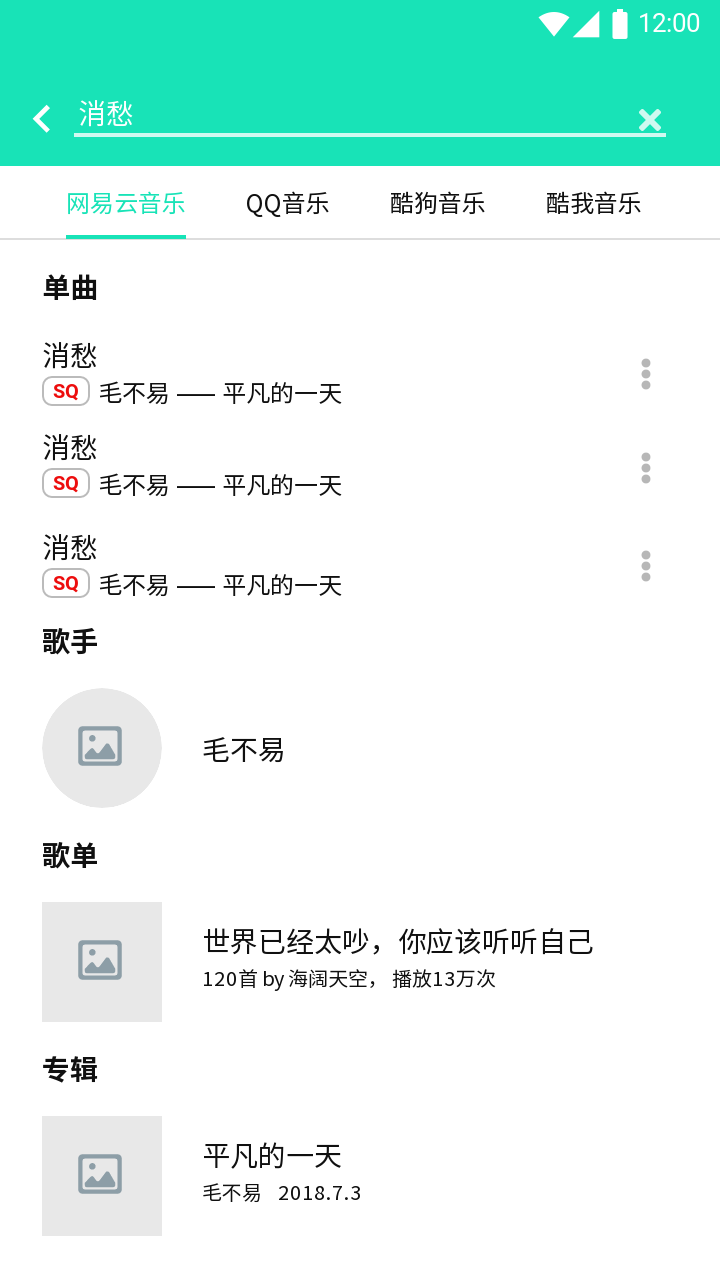 12:00
消愁
网易云音乐 QQ音乐 酷狗音乐 酷我音乐
单曲
消愁
SQ 毛不易 —— 平凡的一天
消愁
SQ 毛不易 —— 平凡的一天
消愁
SQ 毛不易 —— 平凡的一天
歌手
毛不易
歌单
世界已经太吵，你应该听听自己
120首 by 海阔天空， 播放13万次
专辑
平凡的一天
毛不易 2018.7.3